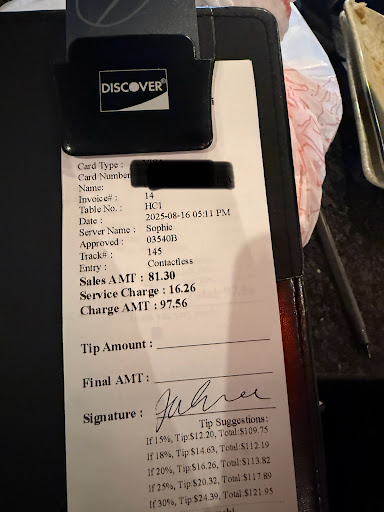 DISCOVER
Card Type :
Card Number
Name:
Invoice# : 14
Table No. : HC1
Date : 2025-08-16 05:11 PM
Server Name : Sophie
Approved : 03540B
Track# : 145
Entry : Contactless
Sales AMT : 81.30
Service Charge : 16.26
Charge AMT : 97.56
Tip Amount :
Final AMT :
Signature :
Tip Suggestions:
If 15%, Tip:$12.20, Total:$109.75
If 18%, Tip:$14.63, Total:$112.19
If 20%, Tip:$16.26, Total:$113.82
If 25%, Tip:$20.32, Total:$117.89
If 30%, Tip:$24.39, Total:$121.95